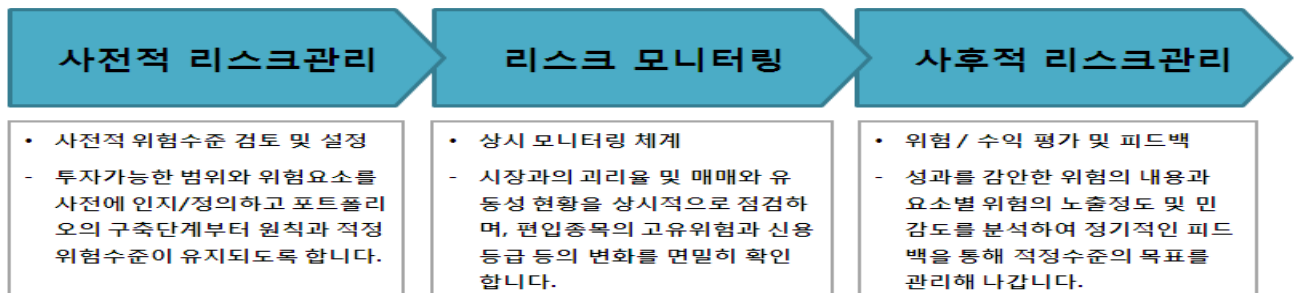 사전적 리스크관리
리스크 모니터링
사후적 리스크관리
• 사전적 위험수준 검토 및 설정
- 투자가능한 범위와 위험요소를
사전에 인지/정의하고 포트폴리
오의 구축단계부터 원칙과 적정
위험수준이 유지되도록 합니다.
• 상시 모니터링 체계
- 시장과의 괴리율 및 매매와 유
동성 현황을 상시적으로 점검하
며, 편입종목의 고유위험과 신용
등급 등의 변화를 면밀히 확인
합니다.
• 위험 / 수익 평가 및 피드백
- 성과를 감안한 위험의 내용과
요소별 위험의 노출정도 및 민
감도를 분석하여 정기적인 피드
백을 통해 적정수준의 목표를
관리해 나갑니다.